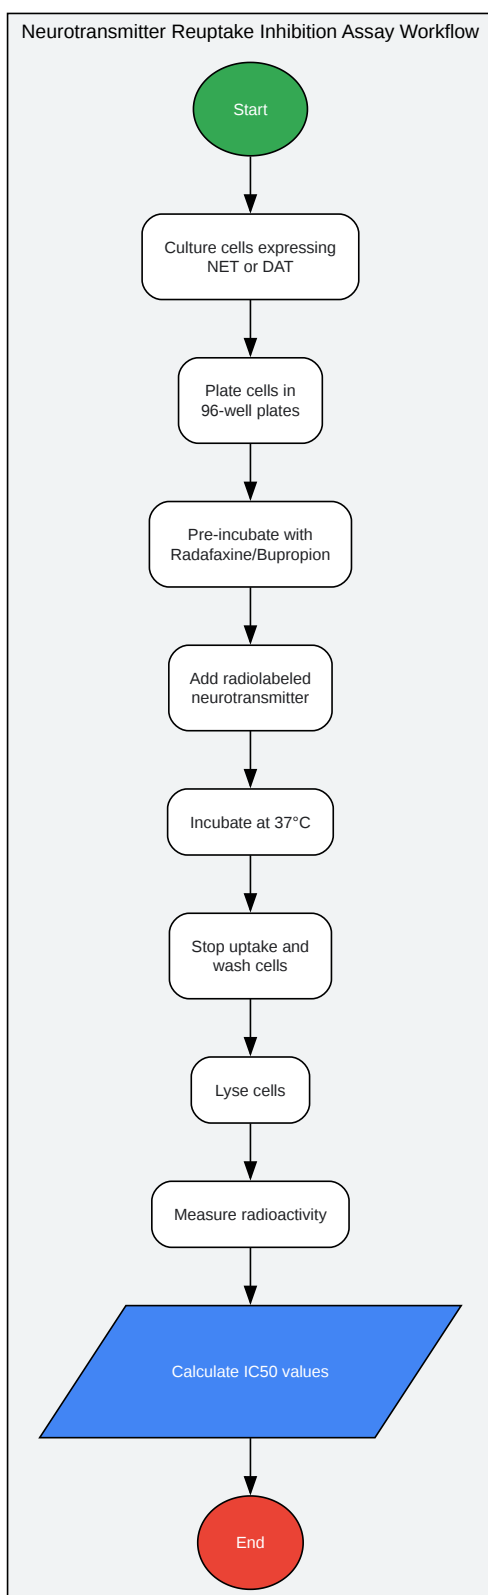 Neurotransmitter Reuptake Inhibition Assay Workflow
Start
Culture cells expressing
NET or DAT
Plate cells in
96-well plates
Pre-incubate with
Radafaxine/Bupropion
Add radiolabeled
neurotransmitter
Incubate at 37°C
Stop uptake and
wash cells
Lyse cells
Measure radioactivity
Calculate IC50 values
End